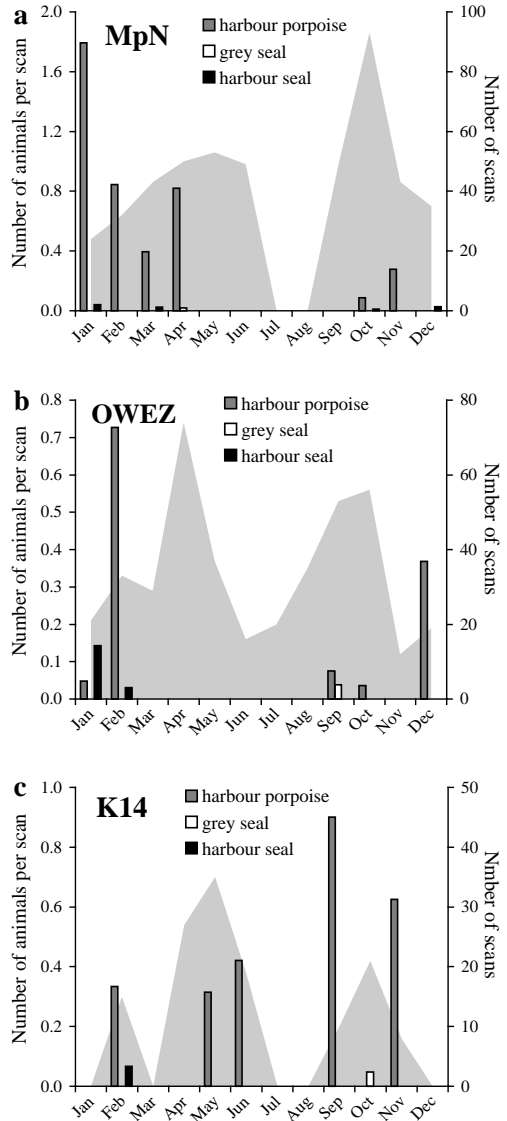 a
MpN
harbour porpoise
grey seal
harbour seal
Number of animals per scan
2.0
1.6
1.2
0.8
0.4
0.0
100
80
60
40
20
0
Nmber of scans
Jan Feb Mar Apr May Jun Jul Aug Sep Oct Nov Dec
b
OWEZ
harbour porpoise
grey seal
harbour seal
Number of animals per scan
0.8
0.7
0.6
0.5
0.4
0.3
0.2
0.1
0.0
80
60
40
20
0
Nmber of scans
Jan Feb Mar Apr May Jun Jul Aug Sep Oct Nov Dec
c
K14
harbour porpoise
grey seal
harbour seal
Number of animals per scan
1.0
0.8
0.6
0.4
0.2
0.0
50
40
30
20
10
0
Nmber of scans
Jan Feb Mar Apr May Jun Jul Aug Sep Oct Nov Dec